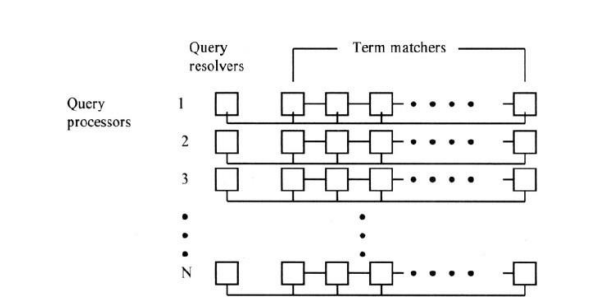 Query
resolvers
Term matchers
Query
processors
1
2
3
N